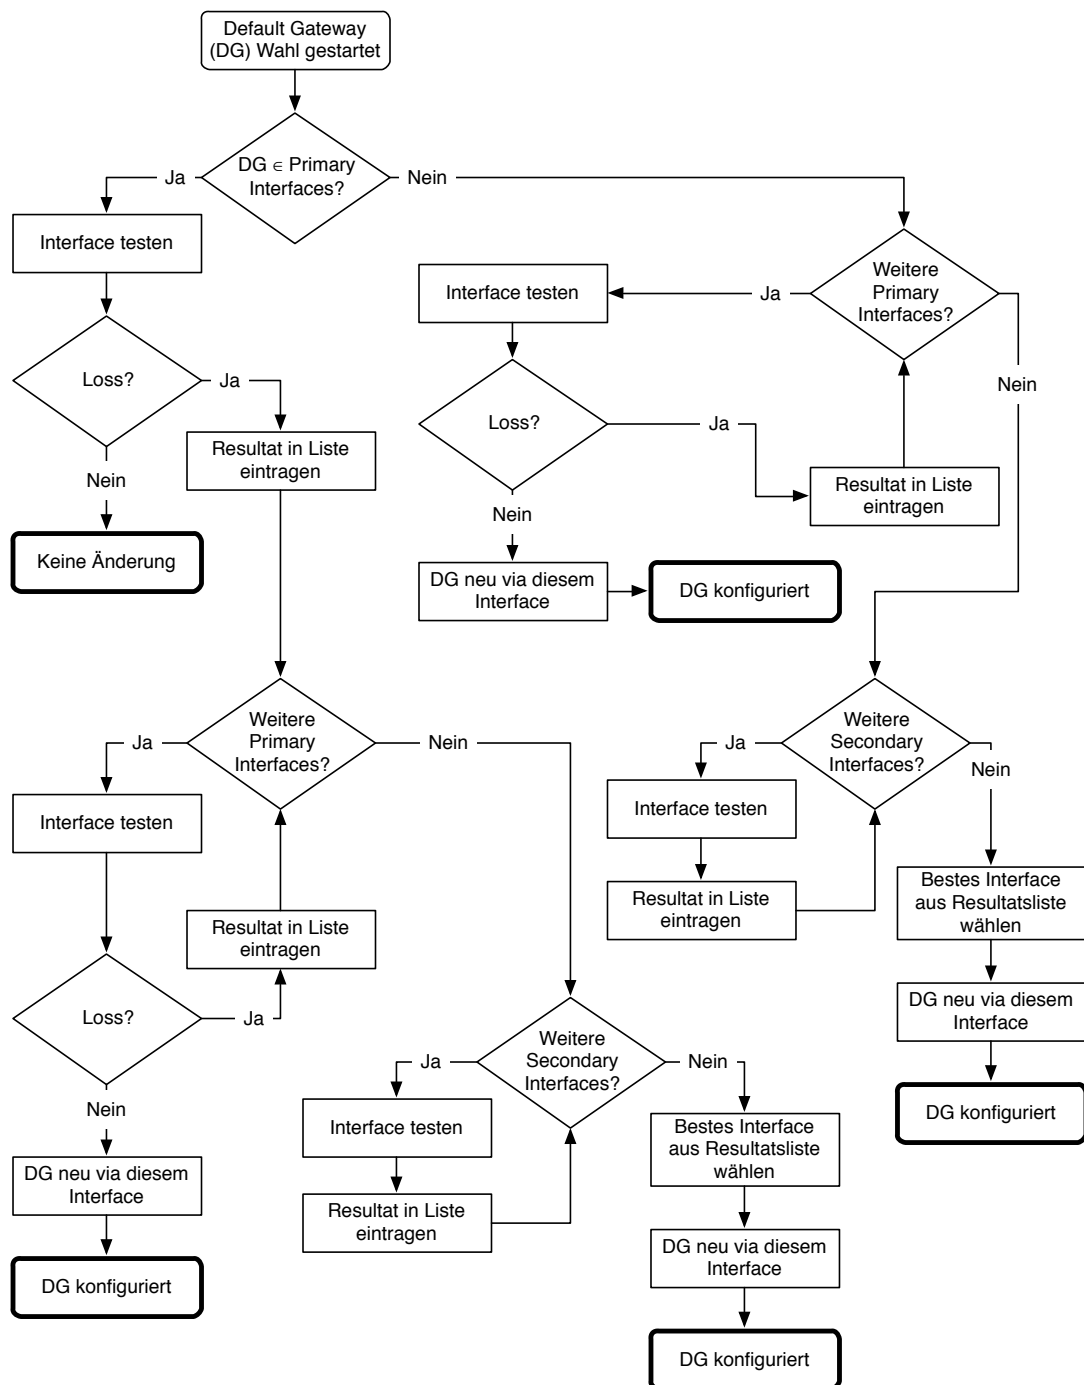 Default Gateway
(DG) Wahl gestartet
DG ∈ Primary
Interfaces?
Ja
Nein
Interface testen
Weitere
Primary
Interfaces?
Interface testen
Ja
Loss?
Ja
Nein
Loss?
Ja
Resultat in Liste
eintragen
Nein
Resultat in Liste
eintragen
Nein
Keine Änderung
DG neu via diesem
Interface
DG konfiguriert
Weitere
Primary
Interfaces?
Ja
Nein
Weitere
Secondary
Interfaces?
Ja
Nein
Interface testen
Interface testen
Resultat in Liste
eintragen
Bestes Interface
aus Resultatsliste
wählen
Resultat in Liste
eintragen
Loss?
Ja
DG neu via diesem
Interface
Weitere
Secondary
Interfaces?
Ja
Nein
Nein
DG konfiguriert
Interface testen
Bestes Interface
aus Resultatsliste
wählen
DG neu via diesem
Interface
Resultat in Liste
eintragen
DG neu via diesem
Interface
DG konfiguriert
DG konfiguriert